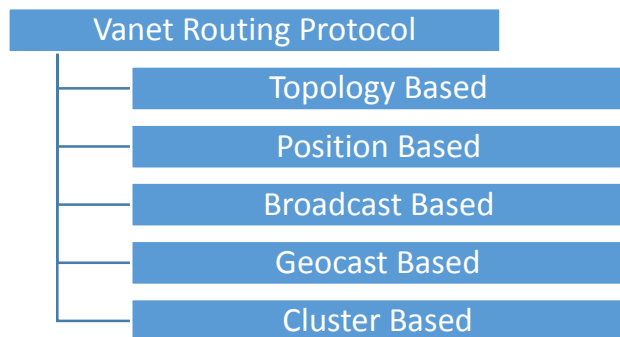 Vanet Routing Protocol
Topology Based
Position Based
Broadcast Based
Geocast Based
Cluster Based